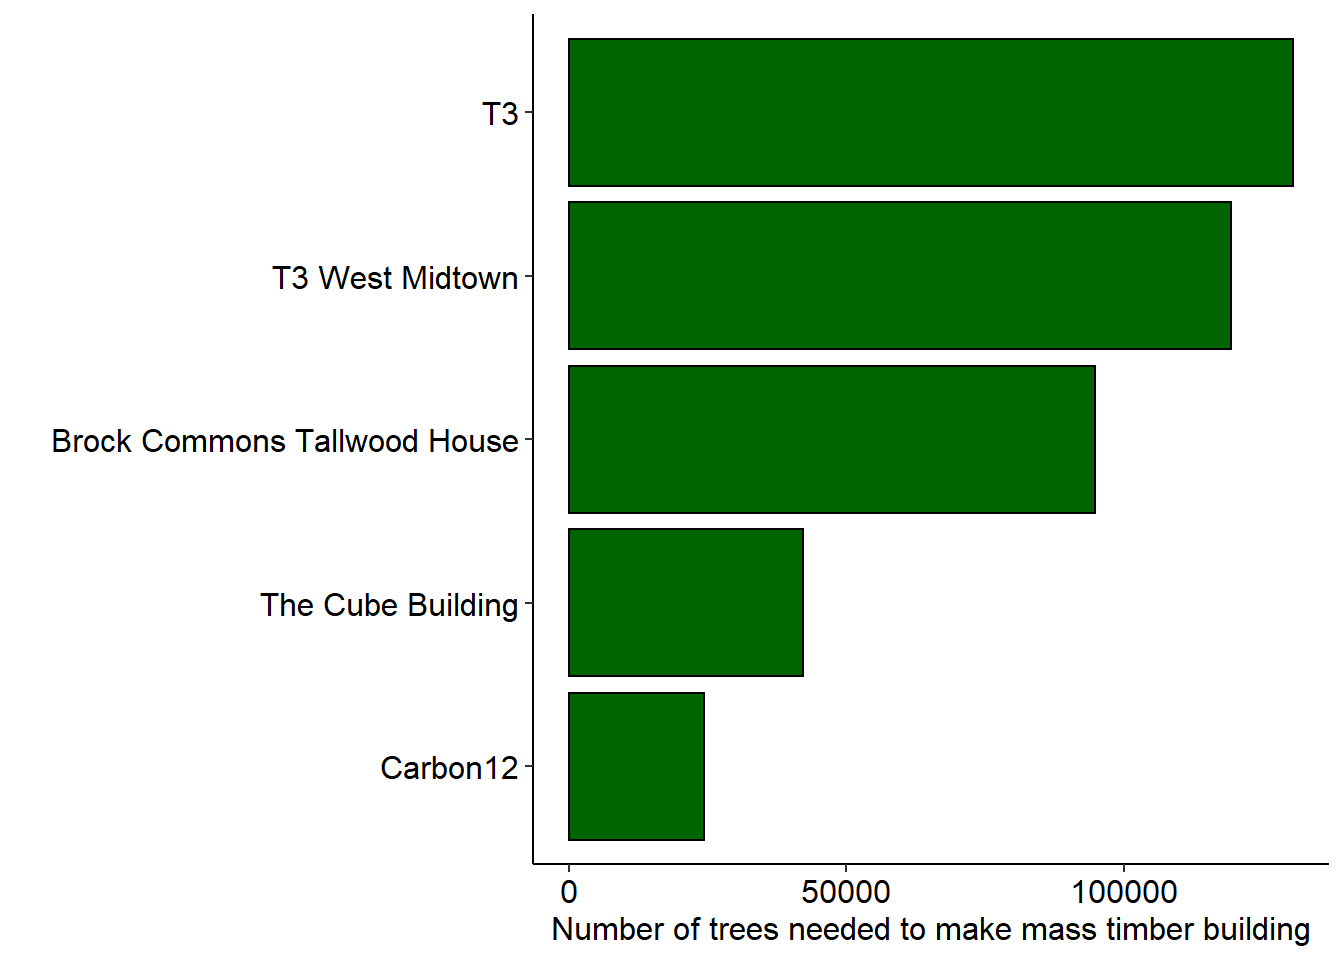 T3
T3 West Midtown
Brock Commons Tallwood House
The Cube Building
Carbon12
0 50000 100000
Number of trees needed to make mass timber building